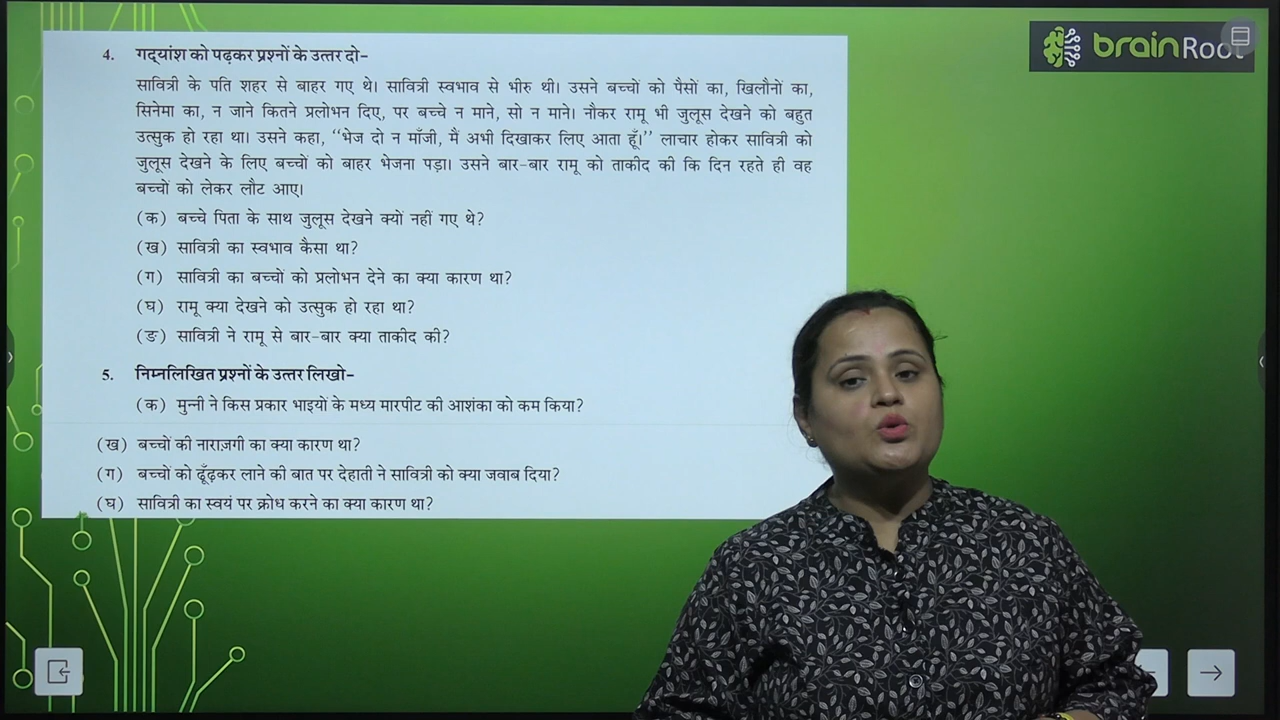 brainRoot
4. गद्यांश को पढ़कर प्रश्नों के उत्तर दो–
सावित्री के पति शहर से बाहर गए थे। सावित्री स्वभाव से भीरु थी। उसने बच्चों को पैसों का, खिलौनों का,
सिनेमा का, न जाने कितने प्रलोभन दिए, पर बच्चे न माने, सो न माने। नौकर रामू भी जुलूस देखने को बहुत
उत्सुक हो रहा था। उसने कहा, ‘‘भेज दो न माँजी, मैं अभी दिखाकर लिए आता हूँ।’’ लाचार होकर सावित्री को
जुलूस देखने के लिए बच्चों को बाहर भेजना पड़ा। उसने बार-बार रामू को ताकीद की कि दिन रहते ही वह
बच्चों को लेकर लौट आए।
(क) बच्चे पिता के साथ जुलूस देखने क्यों नहीं गए थे?
(ख) सावित्री का स्वभाव कैसा था?
(ग) सावित्री का बच्चों को प्रलोभन देने का क्या कारण था?
(घ) रामू क्या देखने को उत्सुक हो रहा था?
(ङ) सावित्री ने रामू से बार-बार क्या ताकीद की?
5. निम्नलिखित प्रश्नों के उत्तर लिखो–
(क) मुन्नी ने किस प्रकार भाइयों के मध्य मारपीट की आशंका को कम किया?
(ख) बच्चों की नाराज़गी का क्या कारण था?
(ग) बच्चों को ढूँढ़कर लाने की बात पर देहाती ने सावित्री को क्या जवाब दिया?
(घ) सावित्री का स्वयं पर क्रोध करने का क्या कारण था?